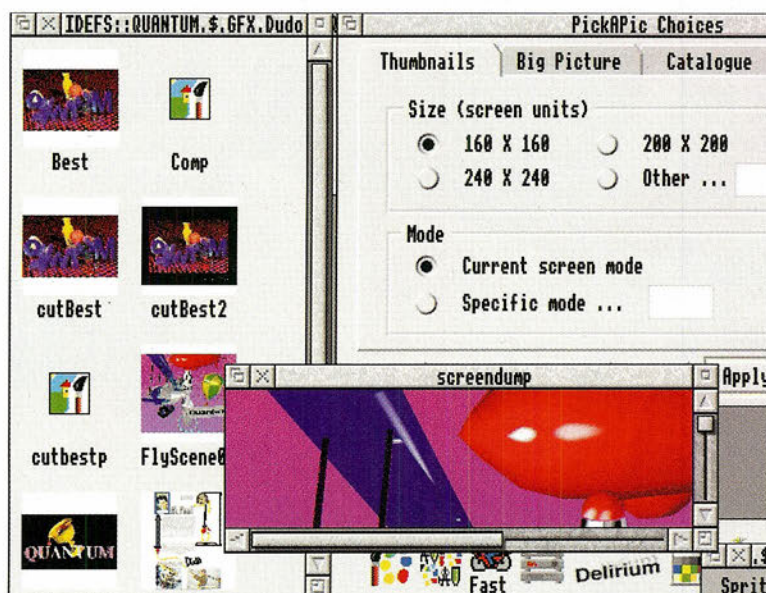 IDEFS::QUANTUM.$.GFX.Dudo
Best
Comp
cutBest
cutBest2
cutbestp
FlyScene0
QUANTUM
PickAPic Choices
Thumbnails
Big Picture
Catalogue
Size (screen units)
160 X 160
200 X 200
240 X 240
Other ...
Mode
Current screen mode
Specific mode ...
Apply
screendump
Fast
Delirium
.$
Sprit